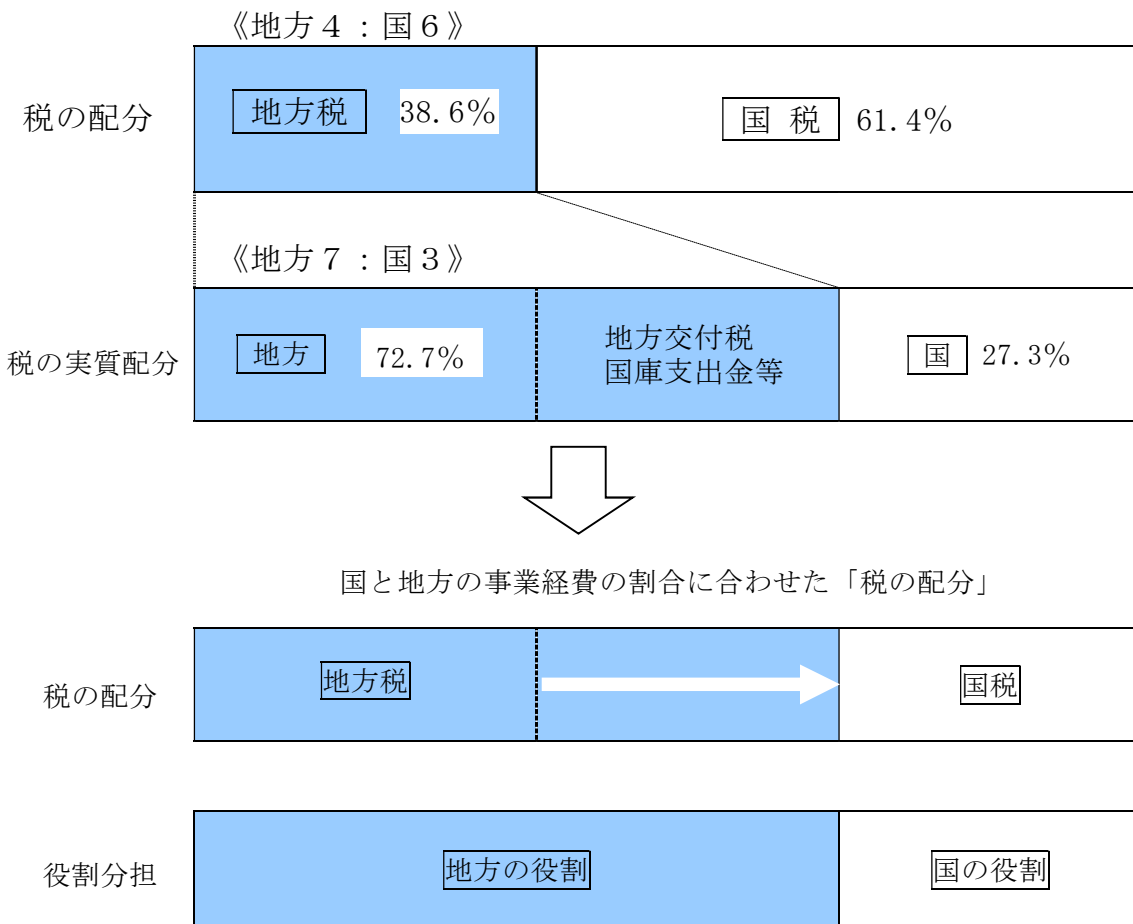 《地方４：国６》
税の配分
地方税 38.6%
国 税 61.4%
《地方７：国３》
税の実質配分
地方 72.7%
地方交付税
国庫支出金等
国 27.3%
国と地方の事業経費の割合に合わせた「税の配分」
税の配分
地方税
国税
役割分担
地方の役割
国の役割